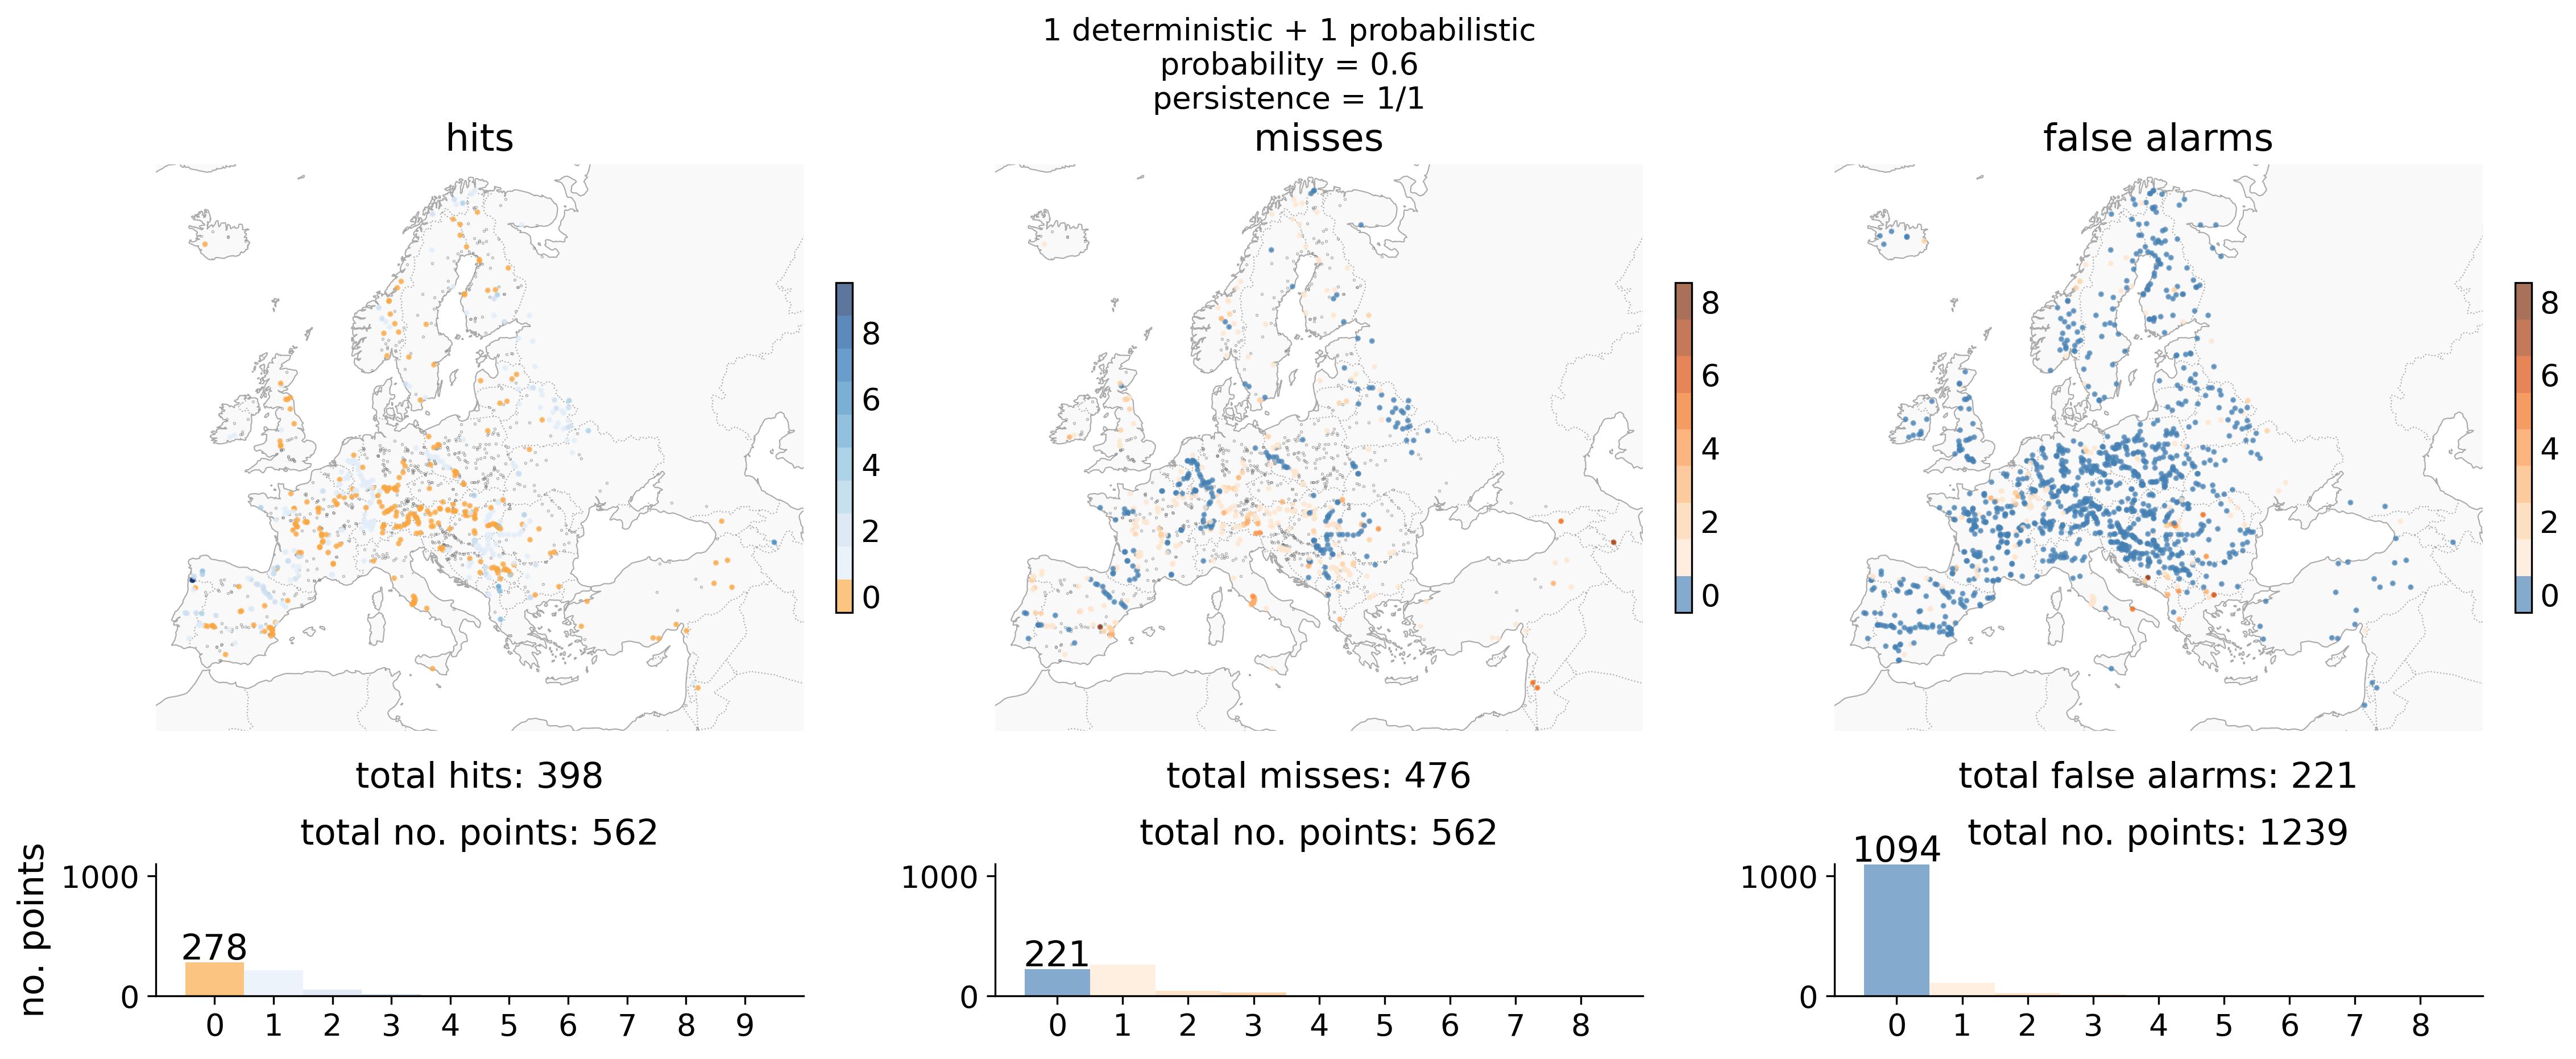 1 deterministic + 1 probabilistic
probability = 0.6
persistence = 1/1
hits
misses
false alarms
8
6
4
2
0
8
6
4
2
0
8
6
4
2
0
total hits: 398
total misses: 476
total false alarms: 221
total no. points: 562
total no. points: 562
total no. points: 1239
no. points
1000
0
278
0 1 2 3 4 5 6 7 8 9
1000
0
221
0 1 2 3 4 5 6 7 8
1000
0
1094
0 1 2 3 4 5 6 7 8